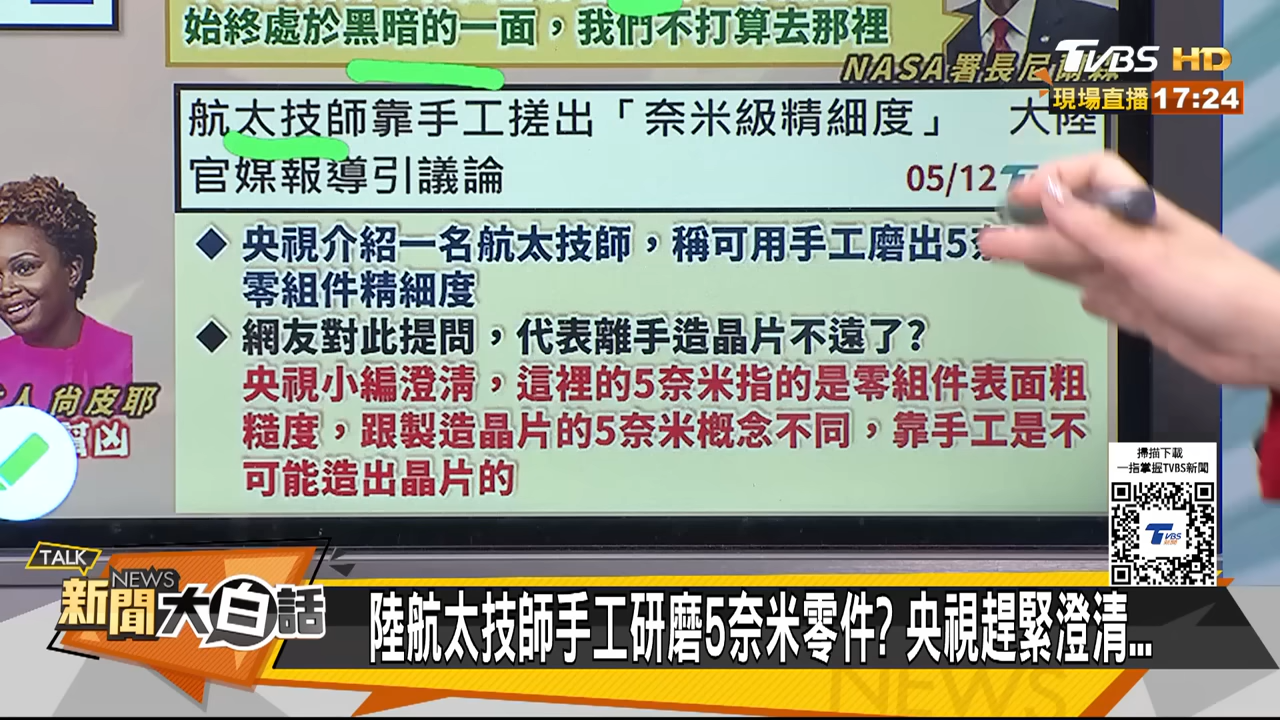 始終處於黑暗的一面，我們不打算去那裡
NASA署長尼爾森
TVBS HD
現場直播 17:24
航太技師靠手工搓出「奈米級精細度」 大陸
官媒報導引議論
05/12
◆ 央視介紹一名航太技師，稱可用手工磨出5奈
零組件精細度
◆ 網友對此提問，代表離手造晶片不遠了?
央視小編澄清，這裡的5奈米指的是零組件表面粗
糙度，跟製造晶片的5奈米概念不同，靠手工是不
可能造出晶片的
人尚皮耶
幫凶
掃描下載
一指掌握TVBS新聞
TVBS
新聞
TALK
NEWS
新聞大白話
陸航太技師手工研磨5奈米零件? 央視趕緊澄清...
NEWS